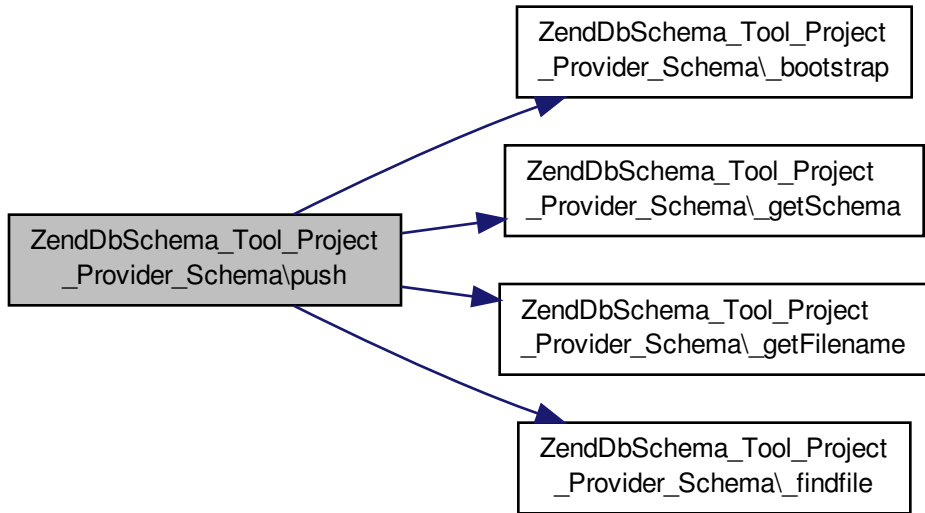 ZendDbSchema_Tool_Project
_Provider_Schema\_bootstrap
ZendDbSchema_Tool_Project
_Provider_Schema\_getSchema
ZendDbSchema_Tool_Project
_Provider_Schema\push
ZendDbSchema_Tool_Project
_Provider_Schema\_getFilename
ZendDbSchema_Tool_Project
_Provider_Schema\_findfile